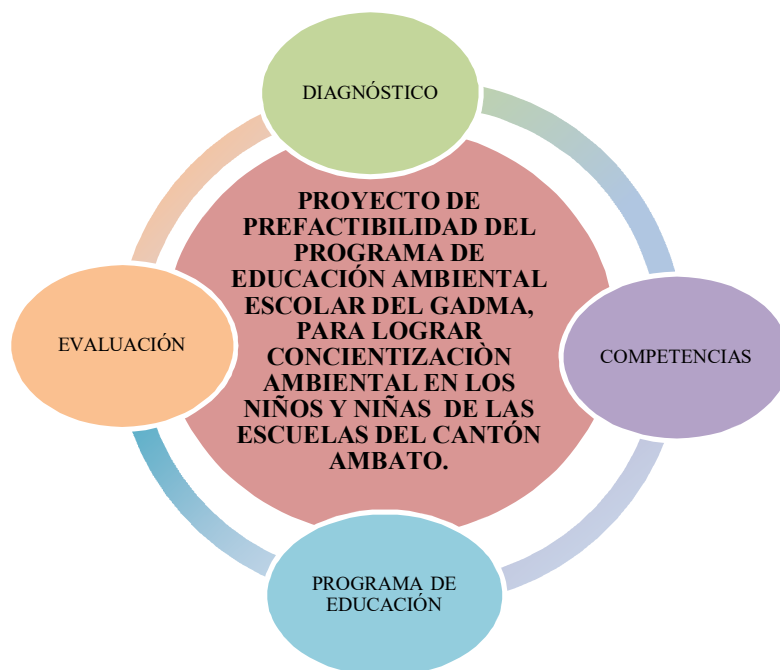 DIAGNÓSTICO
PROYECTO DE
PREFACTIBILIDAD DEL
PROGRAMA DE
EDUCACIÓN AMBIENTAL
ESCOLAR DEL GADMA,
PARA LOGRAR
CONCIENTIZACIÒN
AMBIENTAL EN LOS
NIÑOS Y NIÑAS DE LAS
ESCUELAS DEL CANTÓN
AMBATO.
EVALUACIÓN
COMPETENCIAS
PROGRAMA DE
EDUCACIÓN